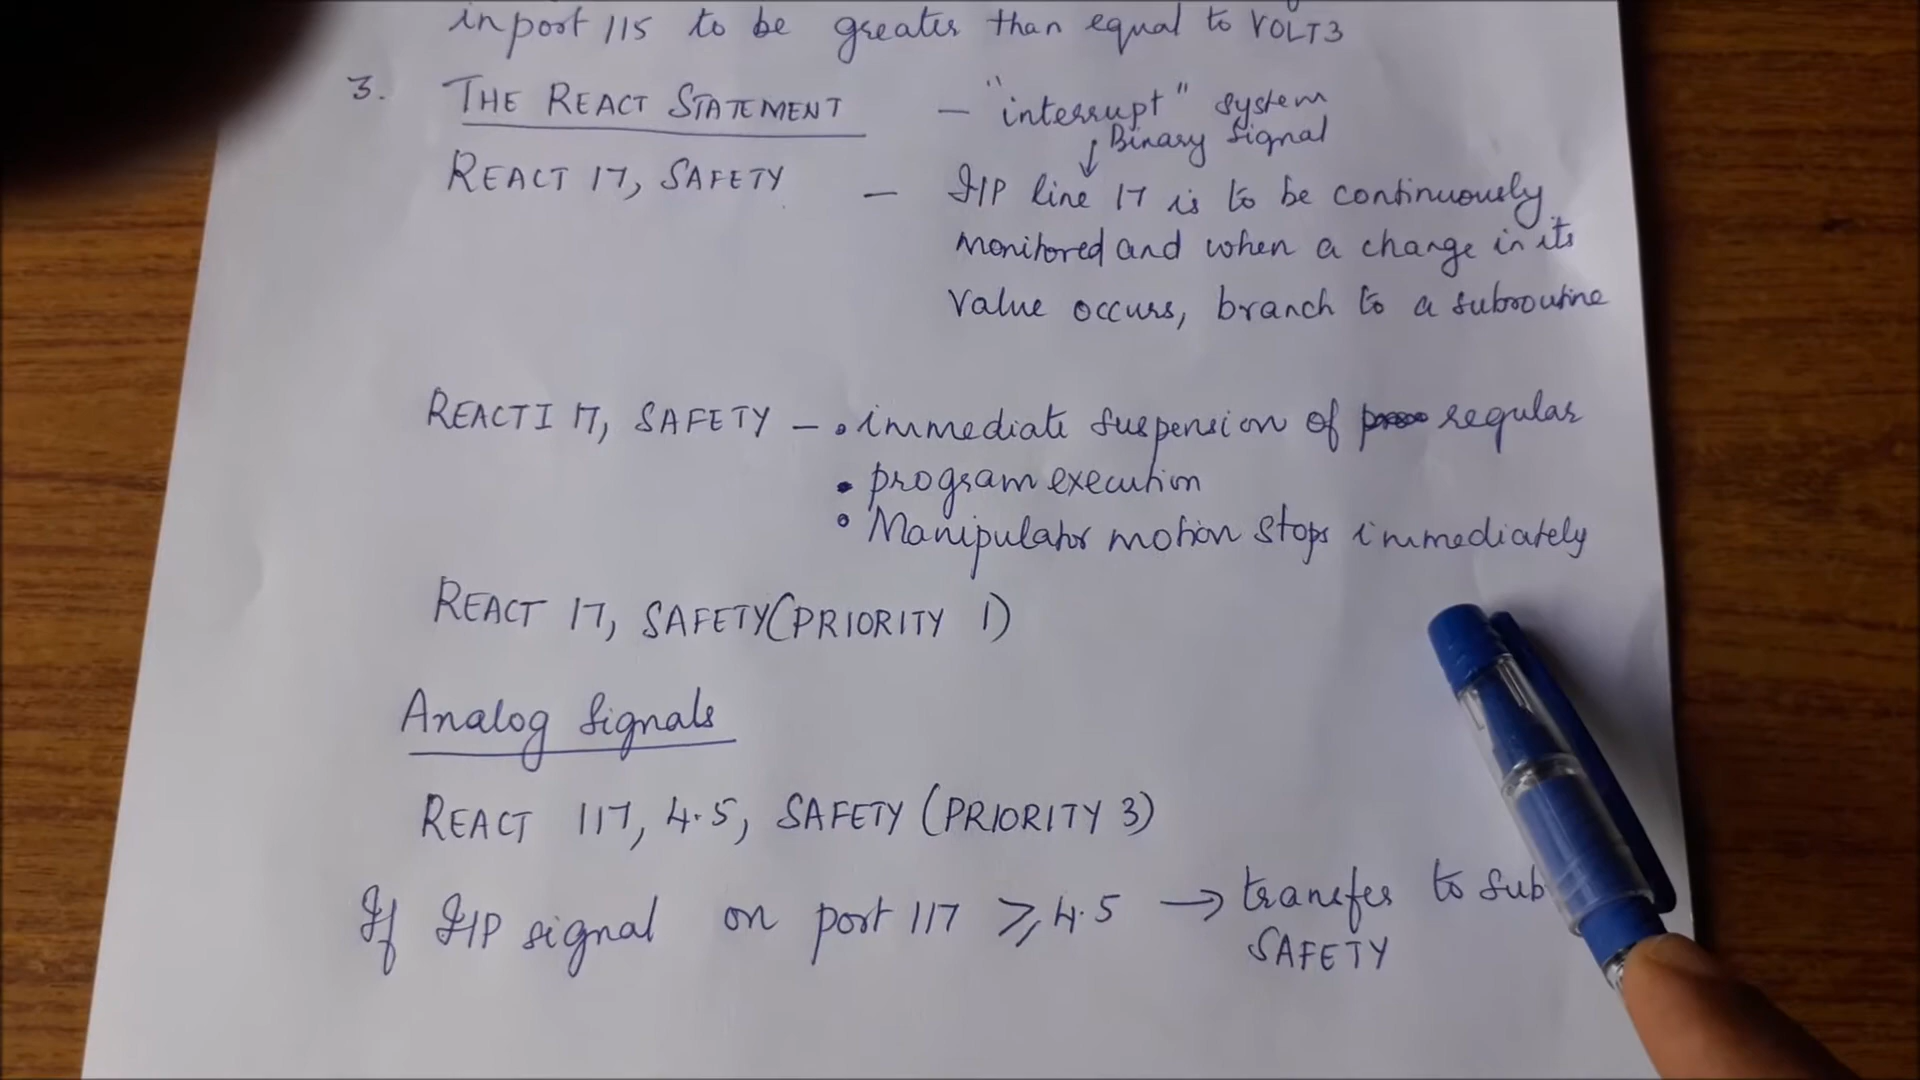 in port 115 to be greater than equal to VOLT3
3. THE REACT STATEMENT – "interrupt" system
Binary Signal
REACT 17, SAFETY – I/P line 17 is to be continuously
monitored and when a change in its
value occurs, branch to a subroutine
REACTI 17, SAFETY – • immediate suspension of regular
• program execution
• Manipulator motion stops immediately
REACT 17, SAFETY (PRIORITY 1)
Analog Signals
REACT 117, 4.5, SAFETY (PRIORITY 3)
If I/P signal on port 117 ≥ 4.5 → transfer to sub
SAFETY